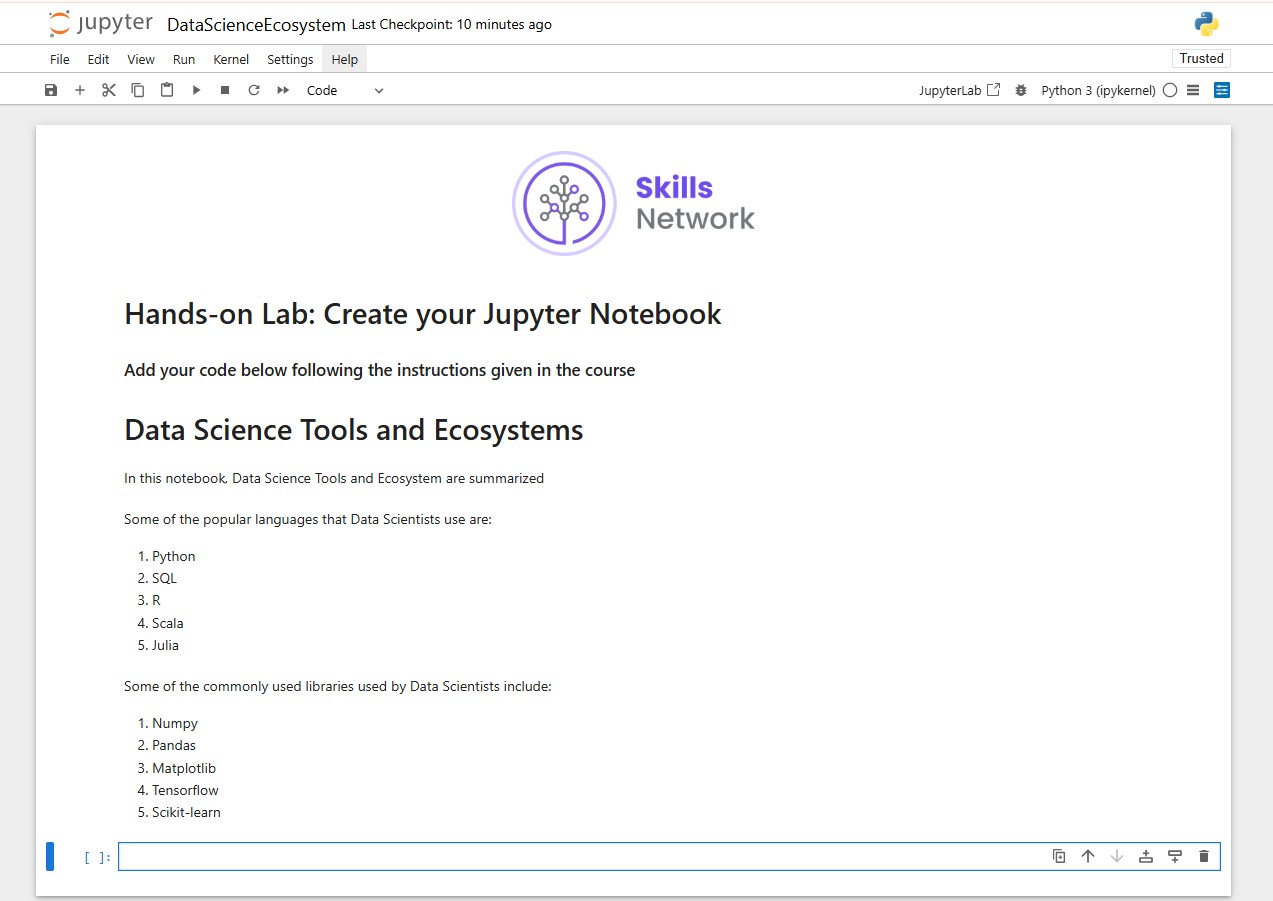 jupyter DataScienceEcosystem Last Checkpoint: 10 minutes ago
File Edit View Run Kernel Settings Help Trusted
Code JupyterLab Python 3 (ipykernel)
Skills
Network
Hands-on Lab: Create your Jupyter Notebook
Add your code below following the instructions given in the course
Data Science Tools and Ecosystems
In this notebook, Data Science Tools and Ecosystem are summarized
Some of the popular languages that Data Scientists use are:
1. Python
2. SQL
3. R
4. Scala
5. Julia
Some of the commonly used libraries used by Data Scientists include:
1. Numpy
2. Pandas
3. Matplotlib
4. Tensorflow
5. Scikit-learn
[ ]: